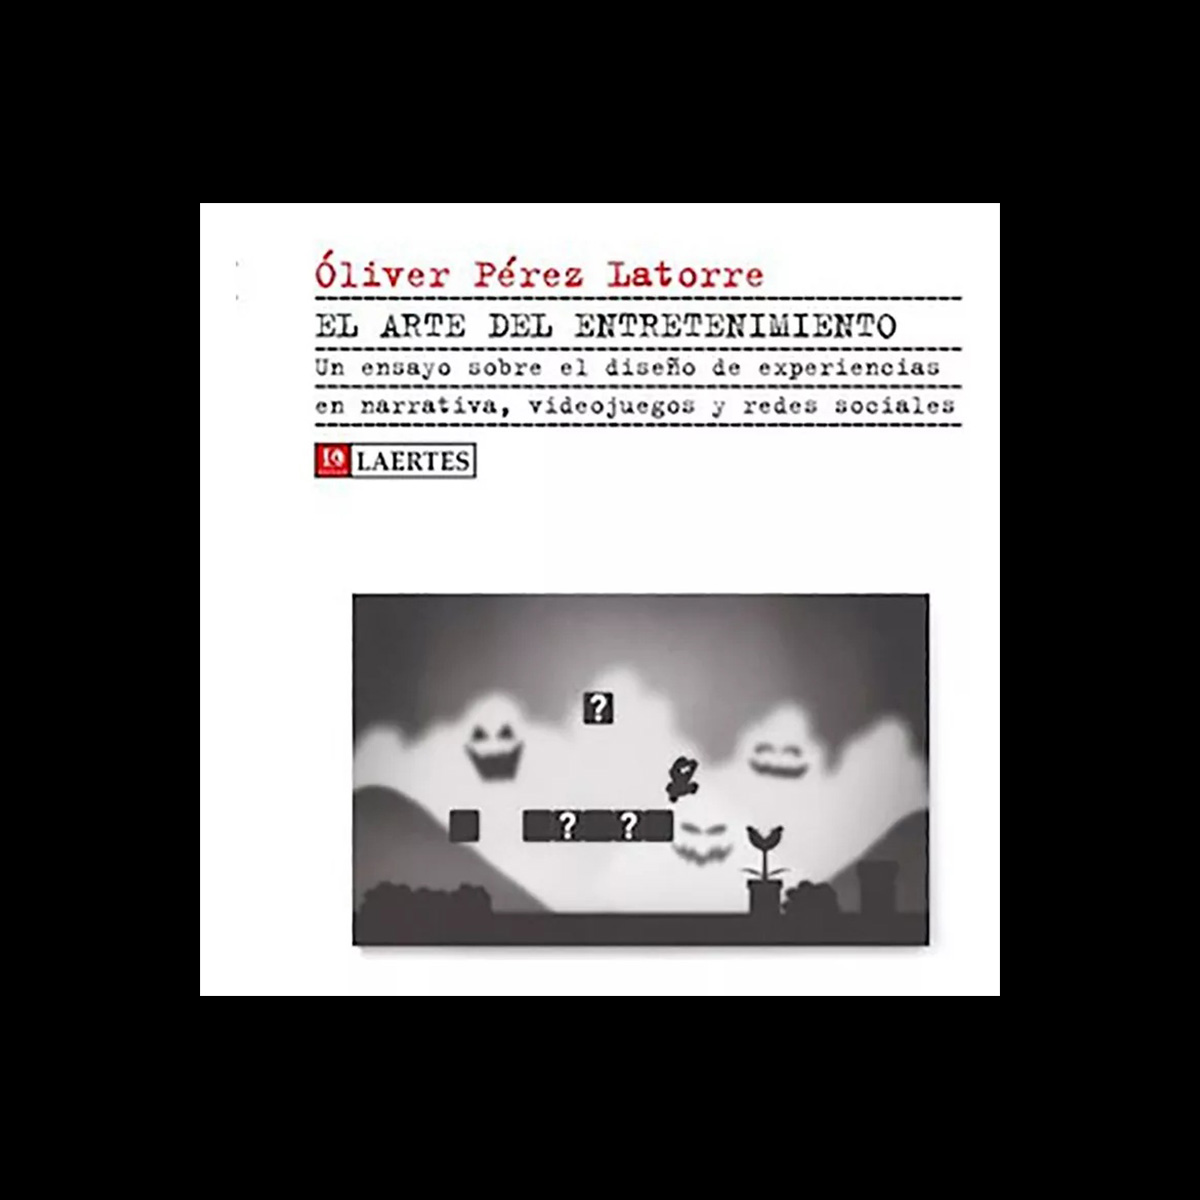 Óliver Pérez Latorre
EL ARTE DEL ENTRETENIMIENTO
Un ensayo sobre el diseño de experiencias
en narrativa, videojuegos y redes sociales
LAERTES
?
? ?